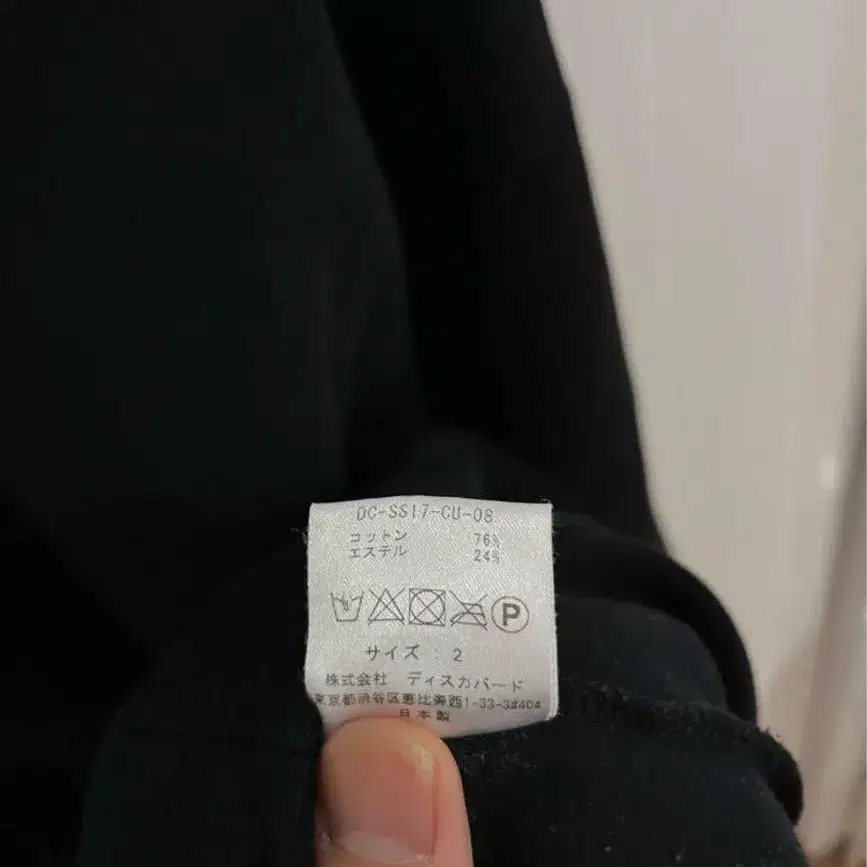 DC-SS17-CU-08
コットン 76%
エステル 24%
P
サイズ : 2
株式会社 ディスカバード
東京都渋谷区恵比寿西1-33-3#404
日本製